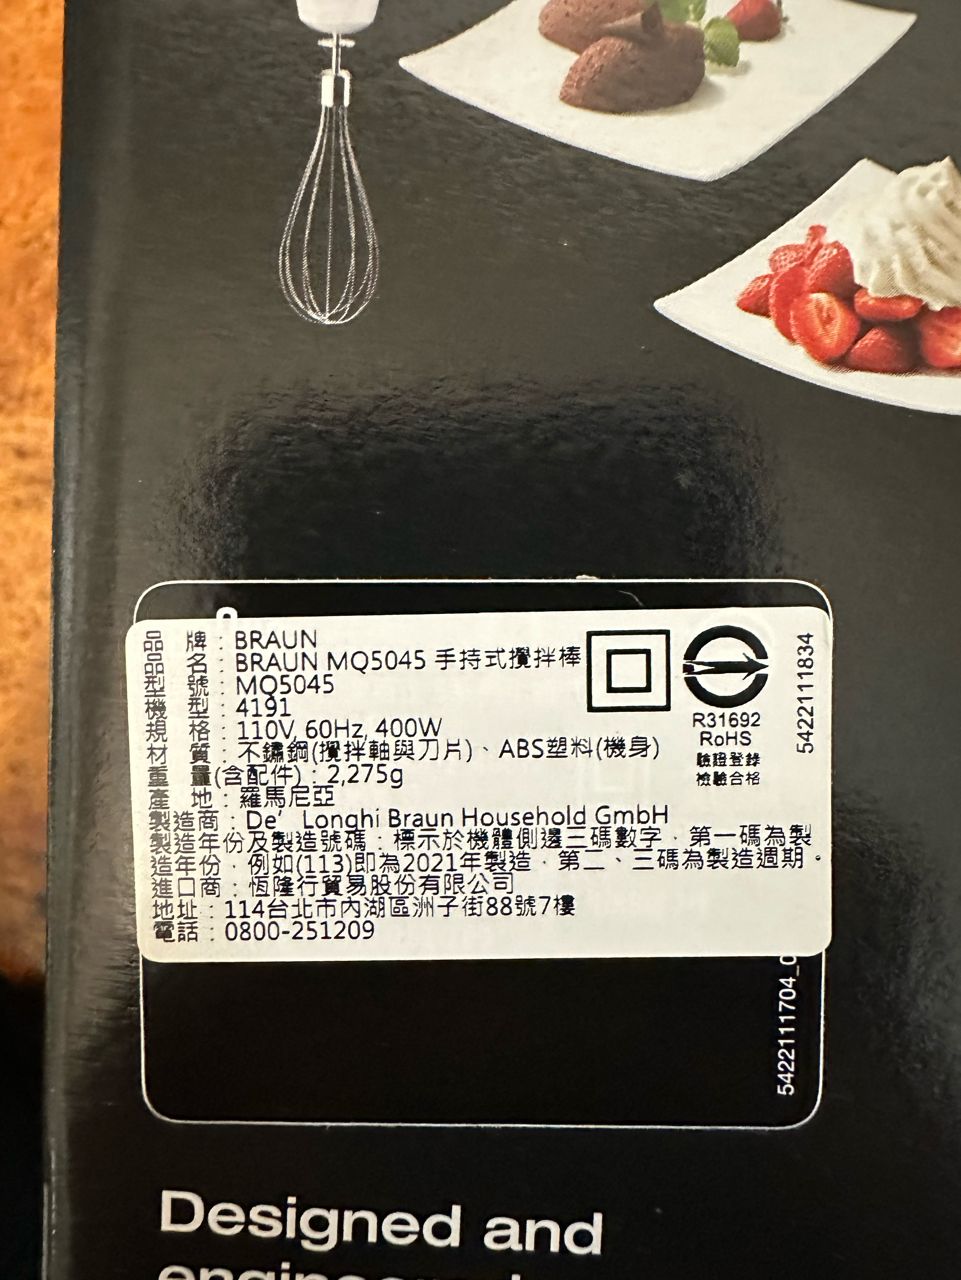 品 牌：BRAUN
品 名：BRAUN MQ5045 手持式攪拌棒
型 號：MQ5045
機 型：4191
規 格：110V, 60Hz, 400W
材 質：不鏽鋼(攪拌軸與刀片)、ABS塑料(機身)
重 量(含配件)：2,275g
產 地：羅馬尼亞
製造商：De’ Longhi Braun Household GmbH
製造年份及製造號碼：標示於機體側邊三碼數字，第一碼為製
造年份，例如(113)即為2021年製造，第二、三碼為製造週期。
進口商：恆隆行貿易股份有限公司
地址：114台北市內湖區洲子街88號7樓
電話：0800-251209
R31692
RoHS
驗證登錄
檢驗合格
5422111834
5422111704_0
Designed and